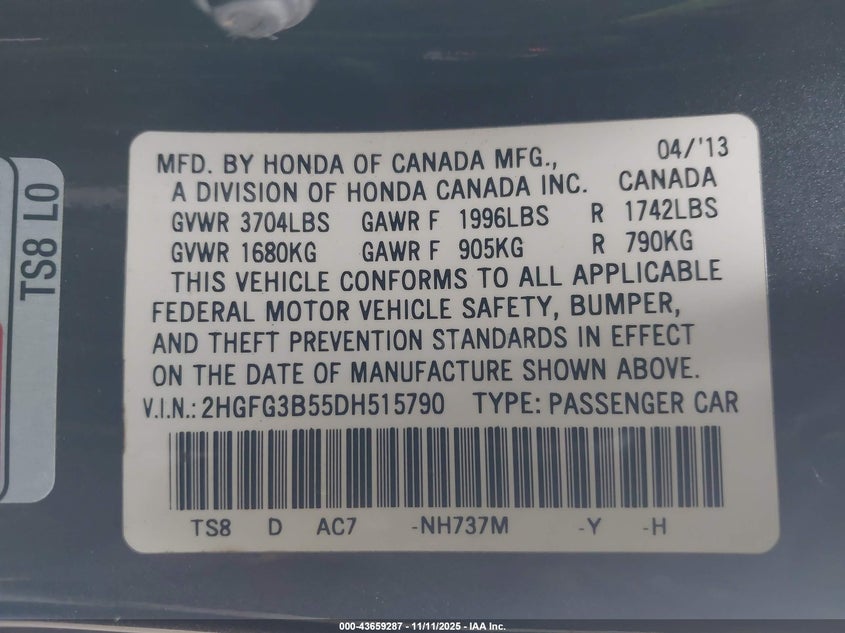 MFD. BY HONDA OF CANADA MFG., 04/'13
A DIVISION OF HONDA CANADA INC. CANADA
GVWR 3704LBS GAWR F 1996LBS R 1742LBS
GVWR 1680KG GAWR F 905KG R 790KG
THIS VEHICLE CONFORMS TO ALL APPLICABLE
FEDERAL MOTOR VEHICLE SAFETY, BUMPER,
AND THEFT PREVENTION STANDARDS IN EFFECT
ON THE DATE OF MANUFACTURE SHOWN ABOVE.
V.I.N.: 2HGFG3B55DH515790 TYPE: PASSENGER CAR
TS8 D AC7 -NH737M -Y -H
TS8 L0
000-43659287 - 11/11/2025 - IAA Inc.